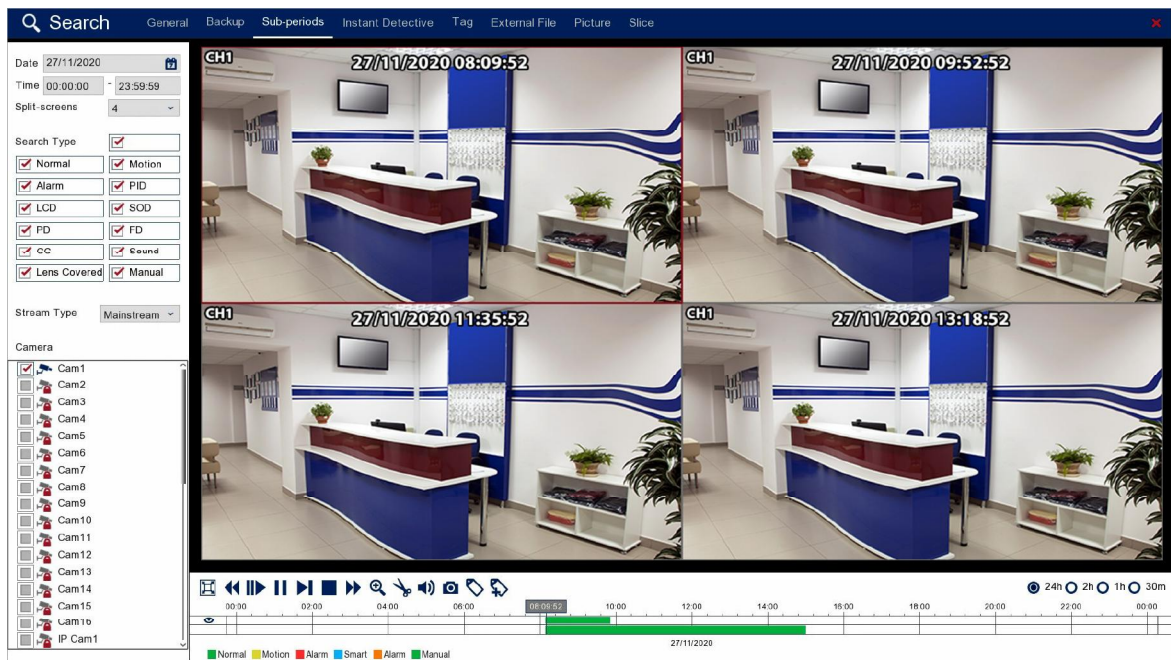 Search General Backup Sub-periods Instant Detective Tag External File Picture Slice
Date 27/11/2020
Time 00:00:00 - 23:59:59
Split-screens 4
Search Type
Normal Motion
Alarm PID
LCD SOD
PD FD
CC Sound
Lens Covered Manual
Stream Type Mainstream
Camera
Cam1
Cam2
Cam3
Cam4
Cam5
Cam6
Cam7
Cam8
Cam9
Cam10
Cam11
Cam12
Cam13
Cam14
Cam15
Cam16
IP Cam1
CH1 27/11/2020 08:09:52
CH1 27/11/2020 09:52:52
CH1 27/11/2020 11:35:52
CH1 27/11/2020 13:18:52
24h 2h 1h 30m
00:00 02:00 04:00 06:00 08:09:52 10:00 12:00 14:00 16:00 18:00 20:00 22:00 00:00
27/11/2020
Normal Motion Alarm Smart Alarm Manual